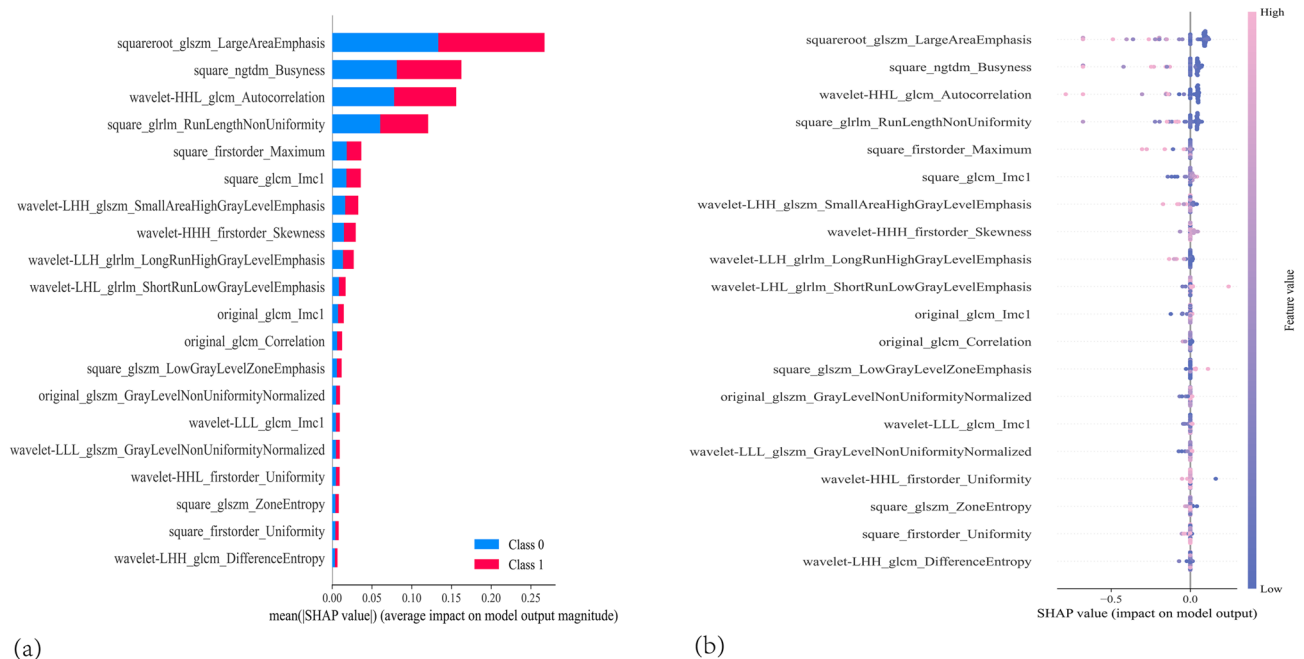 squareroot_glszm_LargeAreaEmphasis
square_ngtdm_Busyness
wavelet-HHL_glcm_Autocorrelation
square_glrlm_RunLengthNonUniformity
square_firstorder_Maximum
square_glcm_Imc1
wavelet-LHH_glszm_SmallAreaHighGrayLevelEmphasis
wavelet-HHH_firstorder_Skewness
wavelet-LLH_glrlm_LongRunHighGrayLevelEmphasis
wavelet-LHL_glrlm_ShortRunLowGrayLevelEmphasis
original_glcm_Imc1
original_glcm_Correlation
square_glszm_LowGrayLevelZoneEmphasis
original_glszm_GrayLevelNonUniformityNormalized
wavelet-LLL_glcm_Imc1
wavelet-LLL_glszm_GrayLevelNonUniformityNormalized
wavelet-HHL_firstorder_Uniformity
square_glszm_ZoneEntropy
square_firstorder_Uniformity
wavelet-LHH_glcm_DifferenceEntropy
Class 0
Class 1
0.00 0.05 0.10 0.15 0.20 0.25
mean(|SHAP value|) (average impact on model output magnitude)
(a)
squareroot_glszm_LargeAreaEmphasis
square_ngtdm_Busyness
wavelet-HHL_glcm_Autocorrelation
square_glrlm_RunLengthNonUniformity
square_firstorder_Maximum
square_glcm_Imc1
wavelet-LHH_glszm_SmallAreaHighGrayLevelEmphasis
wavelet-HHH_firstorder_Skewness
wavelet-LLH_glrlm_LongRunHighGrayLevelEmphasis
wavelet-LHL_glrlm_ShortRunLowGrayLevelEmphasis
original_glcm_Imc1
original_glcm_Correlation
square_glszm_LowGrayLevelZoneEmphasis
original_glszm_GrayLevelNonUniformityNormalized
wavelet-LLL_glcm_Imc1
wavelet-LLL_glszm_GrayLevelNonUniformityNormalized
wavelet-HHL_firstorder_Uniformity
square_glszm_ZoneEntropy
square_firstorder_Uniformity
wavelet-LHH_glcm_DifferenceEntropy
−0.5 0.0
SHAP value (impact on model output)
High
Feature value
Low
(b)